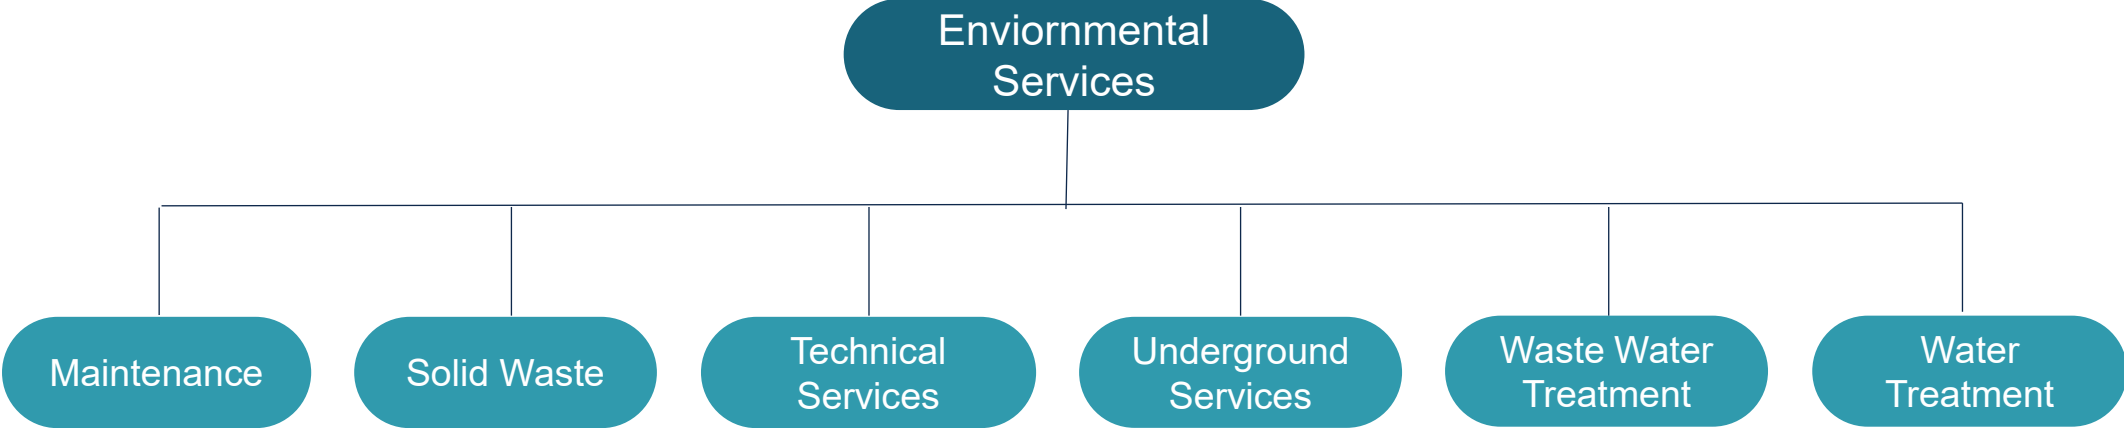 Enviornmental
Services
Maintenance
Solid Waste
Technical
Services
Underground
Services
Waste Water
Treatment
Water
Treatment